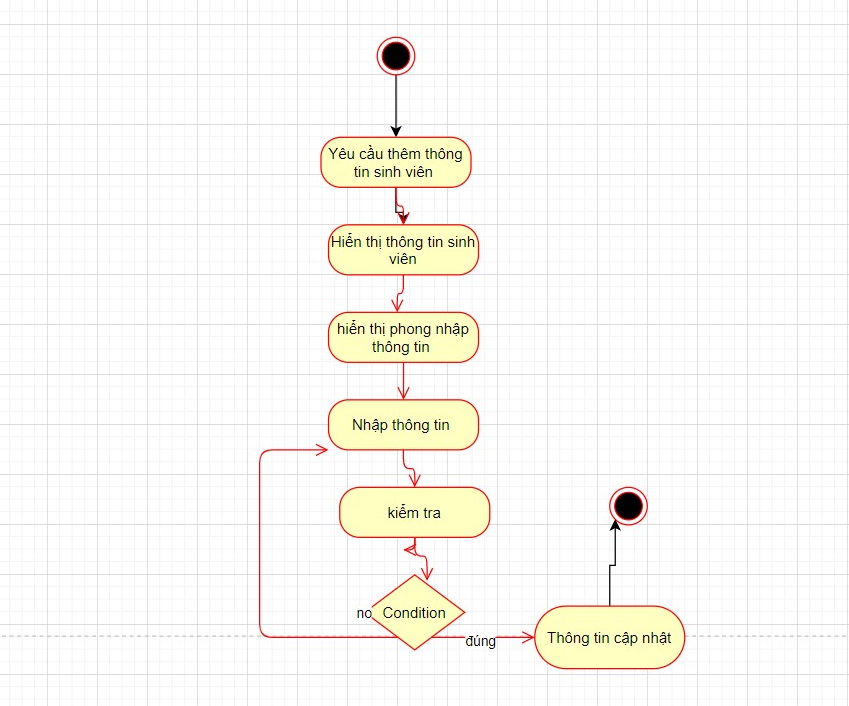 Yêu cầu thêm thông
tin sinh viên
Hiển thị thông tin sinh
viên
hiển thị phong nhập
thông tin
Nhập thông tin
kiểm tra
no
Condition
đúng
Thông tin cập nhật